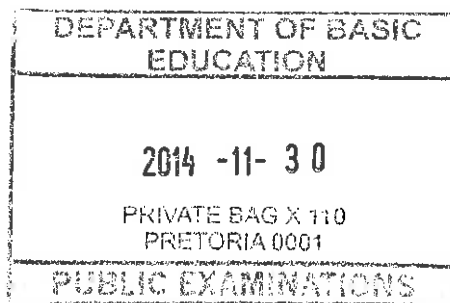 DEPARTMENT OF BASIC
EDUCATION
2014 -11- 30
PRIVATE BAG X 110
PRETORIA 0001
PUBLIC EXAMINATIONS